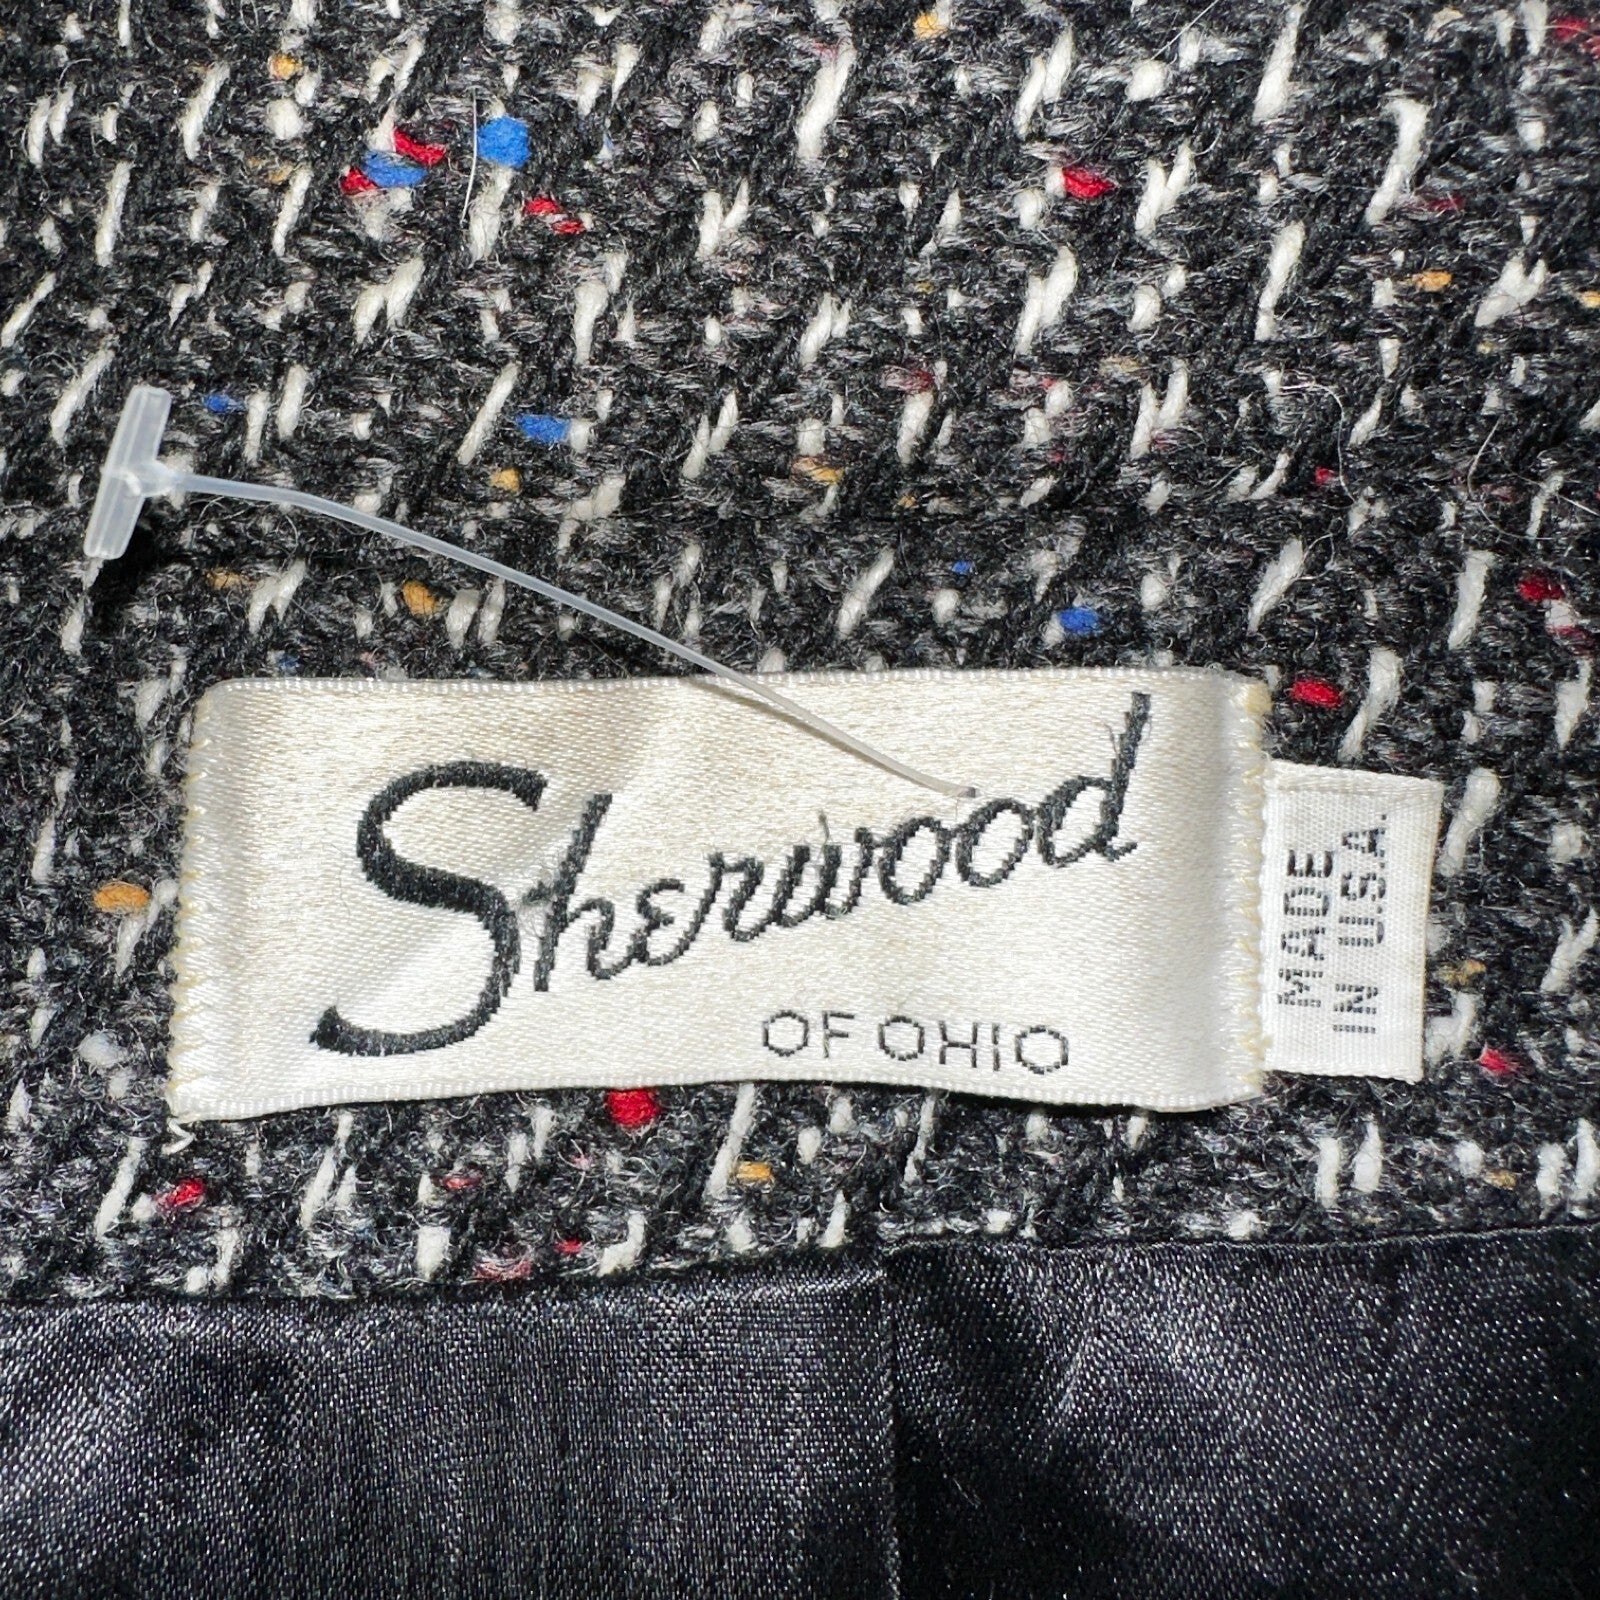 Sherwood
OF OHIO
MADE
IN U.S.A.